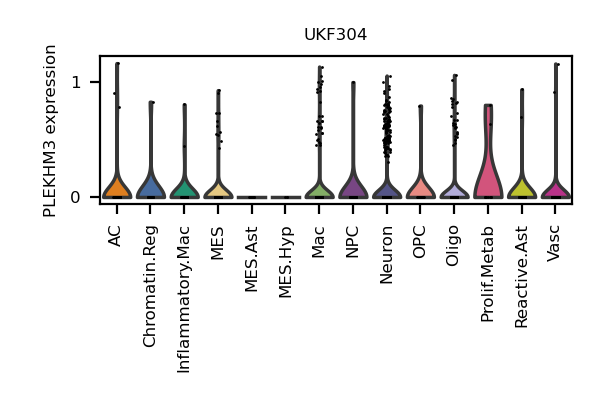 UKF304
PLEKHM3 expression
1
0
AC
Chromatin.Reg
Inflammatory.Mac
MES
MES.Ast
MES.Hyp
Mac
NPC
Neuron
OPC
Oligo
Prolif.Metab
Reactive.Ast
Vasc